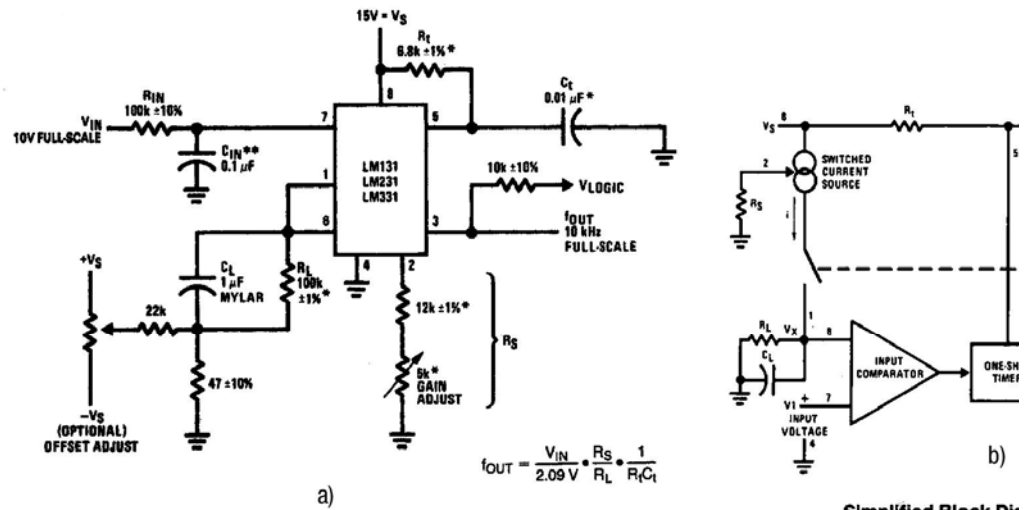 15V = VS
Rt
6.8k ±1%*
8
RIN
100k ±10%
VIN
10V FULL-SCALE
7
CIN**
0.1 µF
5
Ct
0.01 µF*
LM131
LM231
LM331
1
6
10k ±10%
VLOGIC
3
fOUT
10 kHz
FULL-SCALE
4
2
+VS
CL
1 µF
MYLAR
RL
100k
±1%*
22k
12k ±1%*
RS
5k*
GAIN
ADJUST
47 ±10%
–VS
(OPTIONAL)
OFFSET ADJUST
fOUT = VIN / 2.09 V • RS / RL • 1 / RtCt
a)
VS
8
Rt
5
2
SWITCHED
CURRENT
SOURCE
RS
i
1
RL
VX
6
CL
INPUT
COMPARATOR
ONE-SH
TIMER
V1
+
7
INPUT
VOLTAGE
–
4
b)
Simplified Block Di